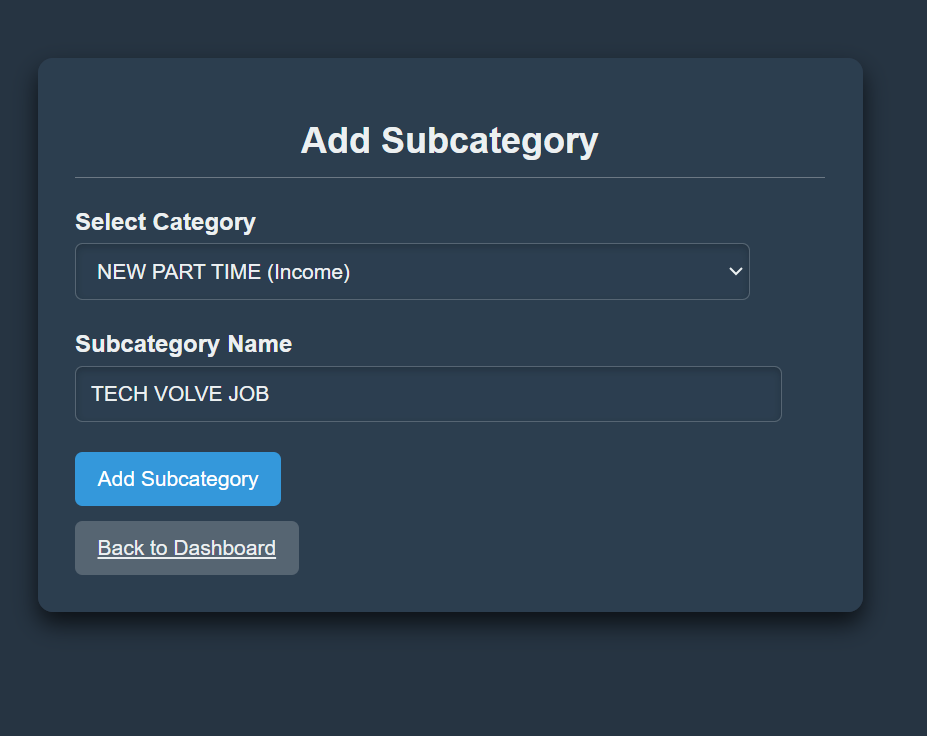 Add Subcategory
Select Category
NEW PART TIME (Income)
Subcategory Name
TECH VOLVE JOB
Add Subcategory
Back to Dashboard